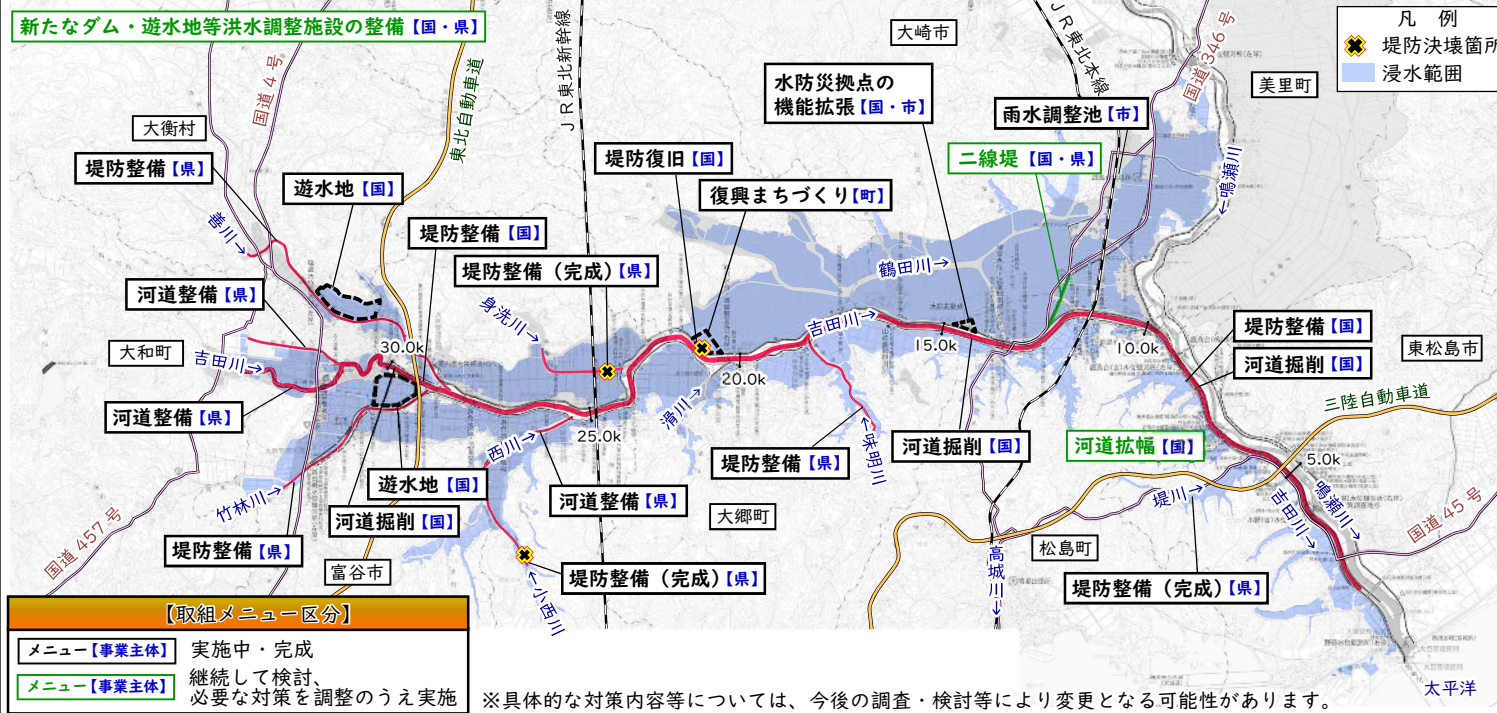 新たなダム・遊水地等洪水調整施設の整備【国・県】
凡 例
堤防決壊箇所
浸水範囲
国道4号
東北自動車道
JR東北新幹線
大崎市
JR東北本線
国道346号
美里町
水防災拠点の
機能拡張【国・市】
雨水調整池【市】
大衡村
堤防整備【県】
遊水地【国】
堤防復旧【国】
二線堤【国・県】
復興まちづくり【町】
←鳴瀬川
善川→
堤防整備【国】
堤防整備（完成）【県】
鶴田川→
河道整備【県】
身洗川→
吉田川→
15.0k
10.0k
堤防整備【国】
大和町
30.0k
東松島市
吉田川→
20.0k
河道掘削【国】
三陸自動車道
河道整備【県】
25.0k
滑川→
←味明川
西川→
堤防整備【県】
河道掘削【国】
河道拡幅【国】
5.0k
竹林川→
遊水地【国】
河道整備【県】
堤川→
鳴瀬川→
吉田川→
河道掘削【国】
大郷町
国道45号
国道457号
堤防整備【県】
富谷市
松島町
高城川→
堤防整備（完成）【県】
←小西川
堤防整備（完成）【県】
【取組メニュー区分】
メニュー【事業主体】 実施中・完成
メニュー【事業主体】 継続して検討、
必要な対策を調整のうえ実施
※具体的な対策内容等については、今後の調査・検討等により変更となる可能性があります。
太平洋